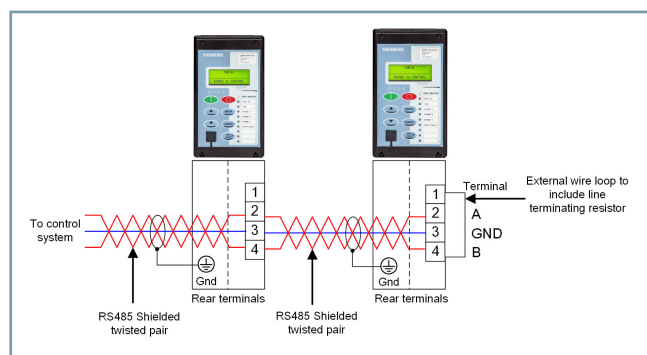 SIEMENS
SIEMENS
1
2
3
4
1
2
3
4
Terminal
A
GND
B
External wire loop to
include line
terminating resistor
To control
system
Gnd
Gnd
Rear terminals
Rear terminals
RS485 Shielded
twisted pair
RS485 Shielded
twisted pair